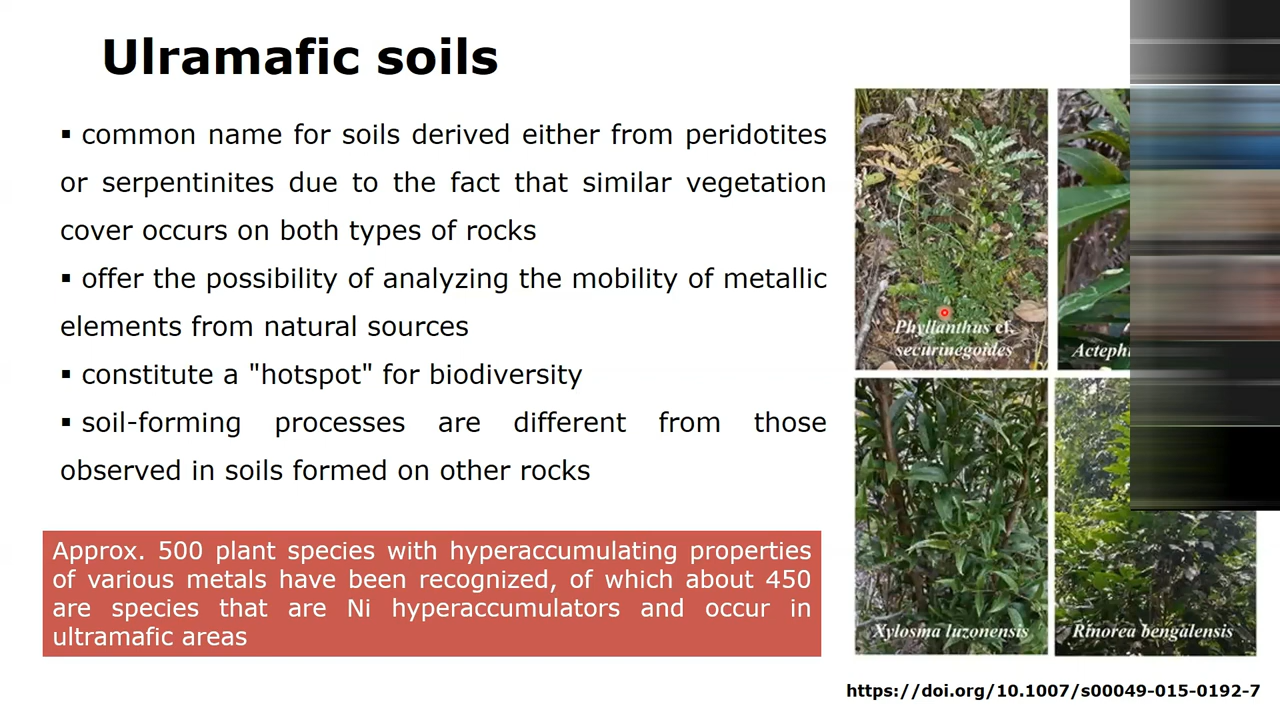 Ulramafic soils
▪ common name for soils derived either from peridotites
or serpentinites due to the fact that similar vegetation
cover occurs on both types of rocks
▪ offer the possibility of analyzing the mobility of metallic
elements from natural sources
▪ constitute a "hotspot" for biodiversity
▪ soil-forming processes are different from those
observed in soils formed on other rocks
Approx. 500 plant species with hyperaccumulating properties
of various metals have been recognized, of which about 450
are species that are Ni hyperaccumulators and occur in
ultramafic areas
Phyllanthus cf.
securinegoides
Xylosma luzonensis
Rinorea bengalensis
https://doi.org/10.1007/s00049-015-0192-7